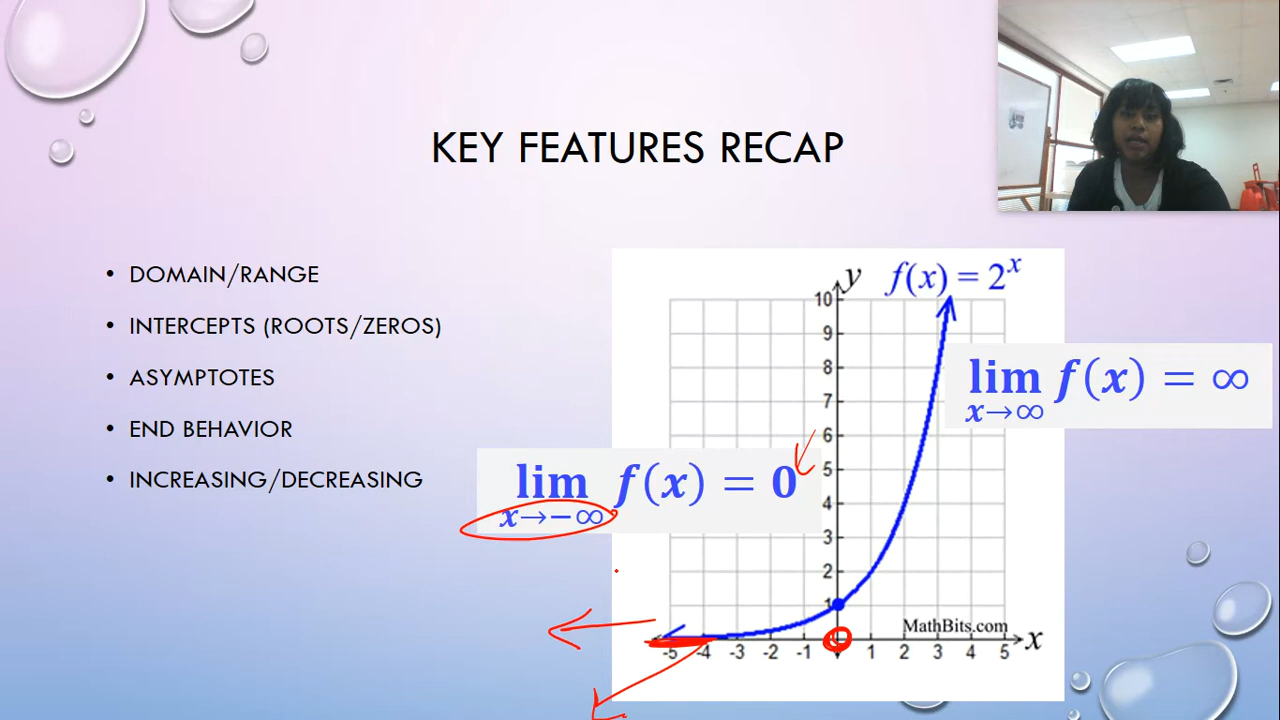 KEY FEATURES RECAP
• DOMAIN/RANGE
• INTERCEPTS (ROOTS/ZEROS)
• ASYMPTOTES
• END BEHAVIOR
• INCREASING/DECREASING
lim f(x) = 0
x→−∞
y
f(x) = 2^x
10
9
8
7
6
5
4
3
2
1
lim f(x) = ∞
x→∞
MathBits.com
x
-5 -4 -3 -2 -1 1 2 3 4 5